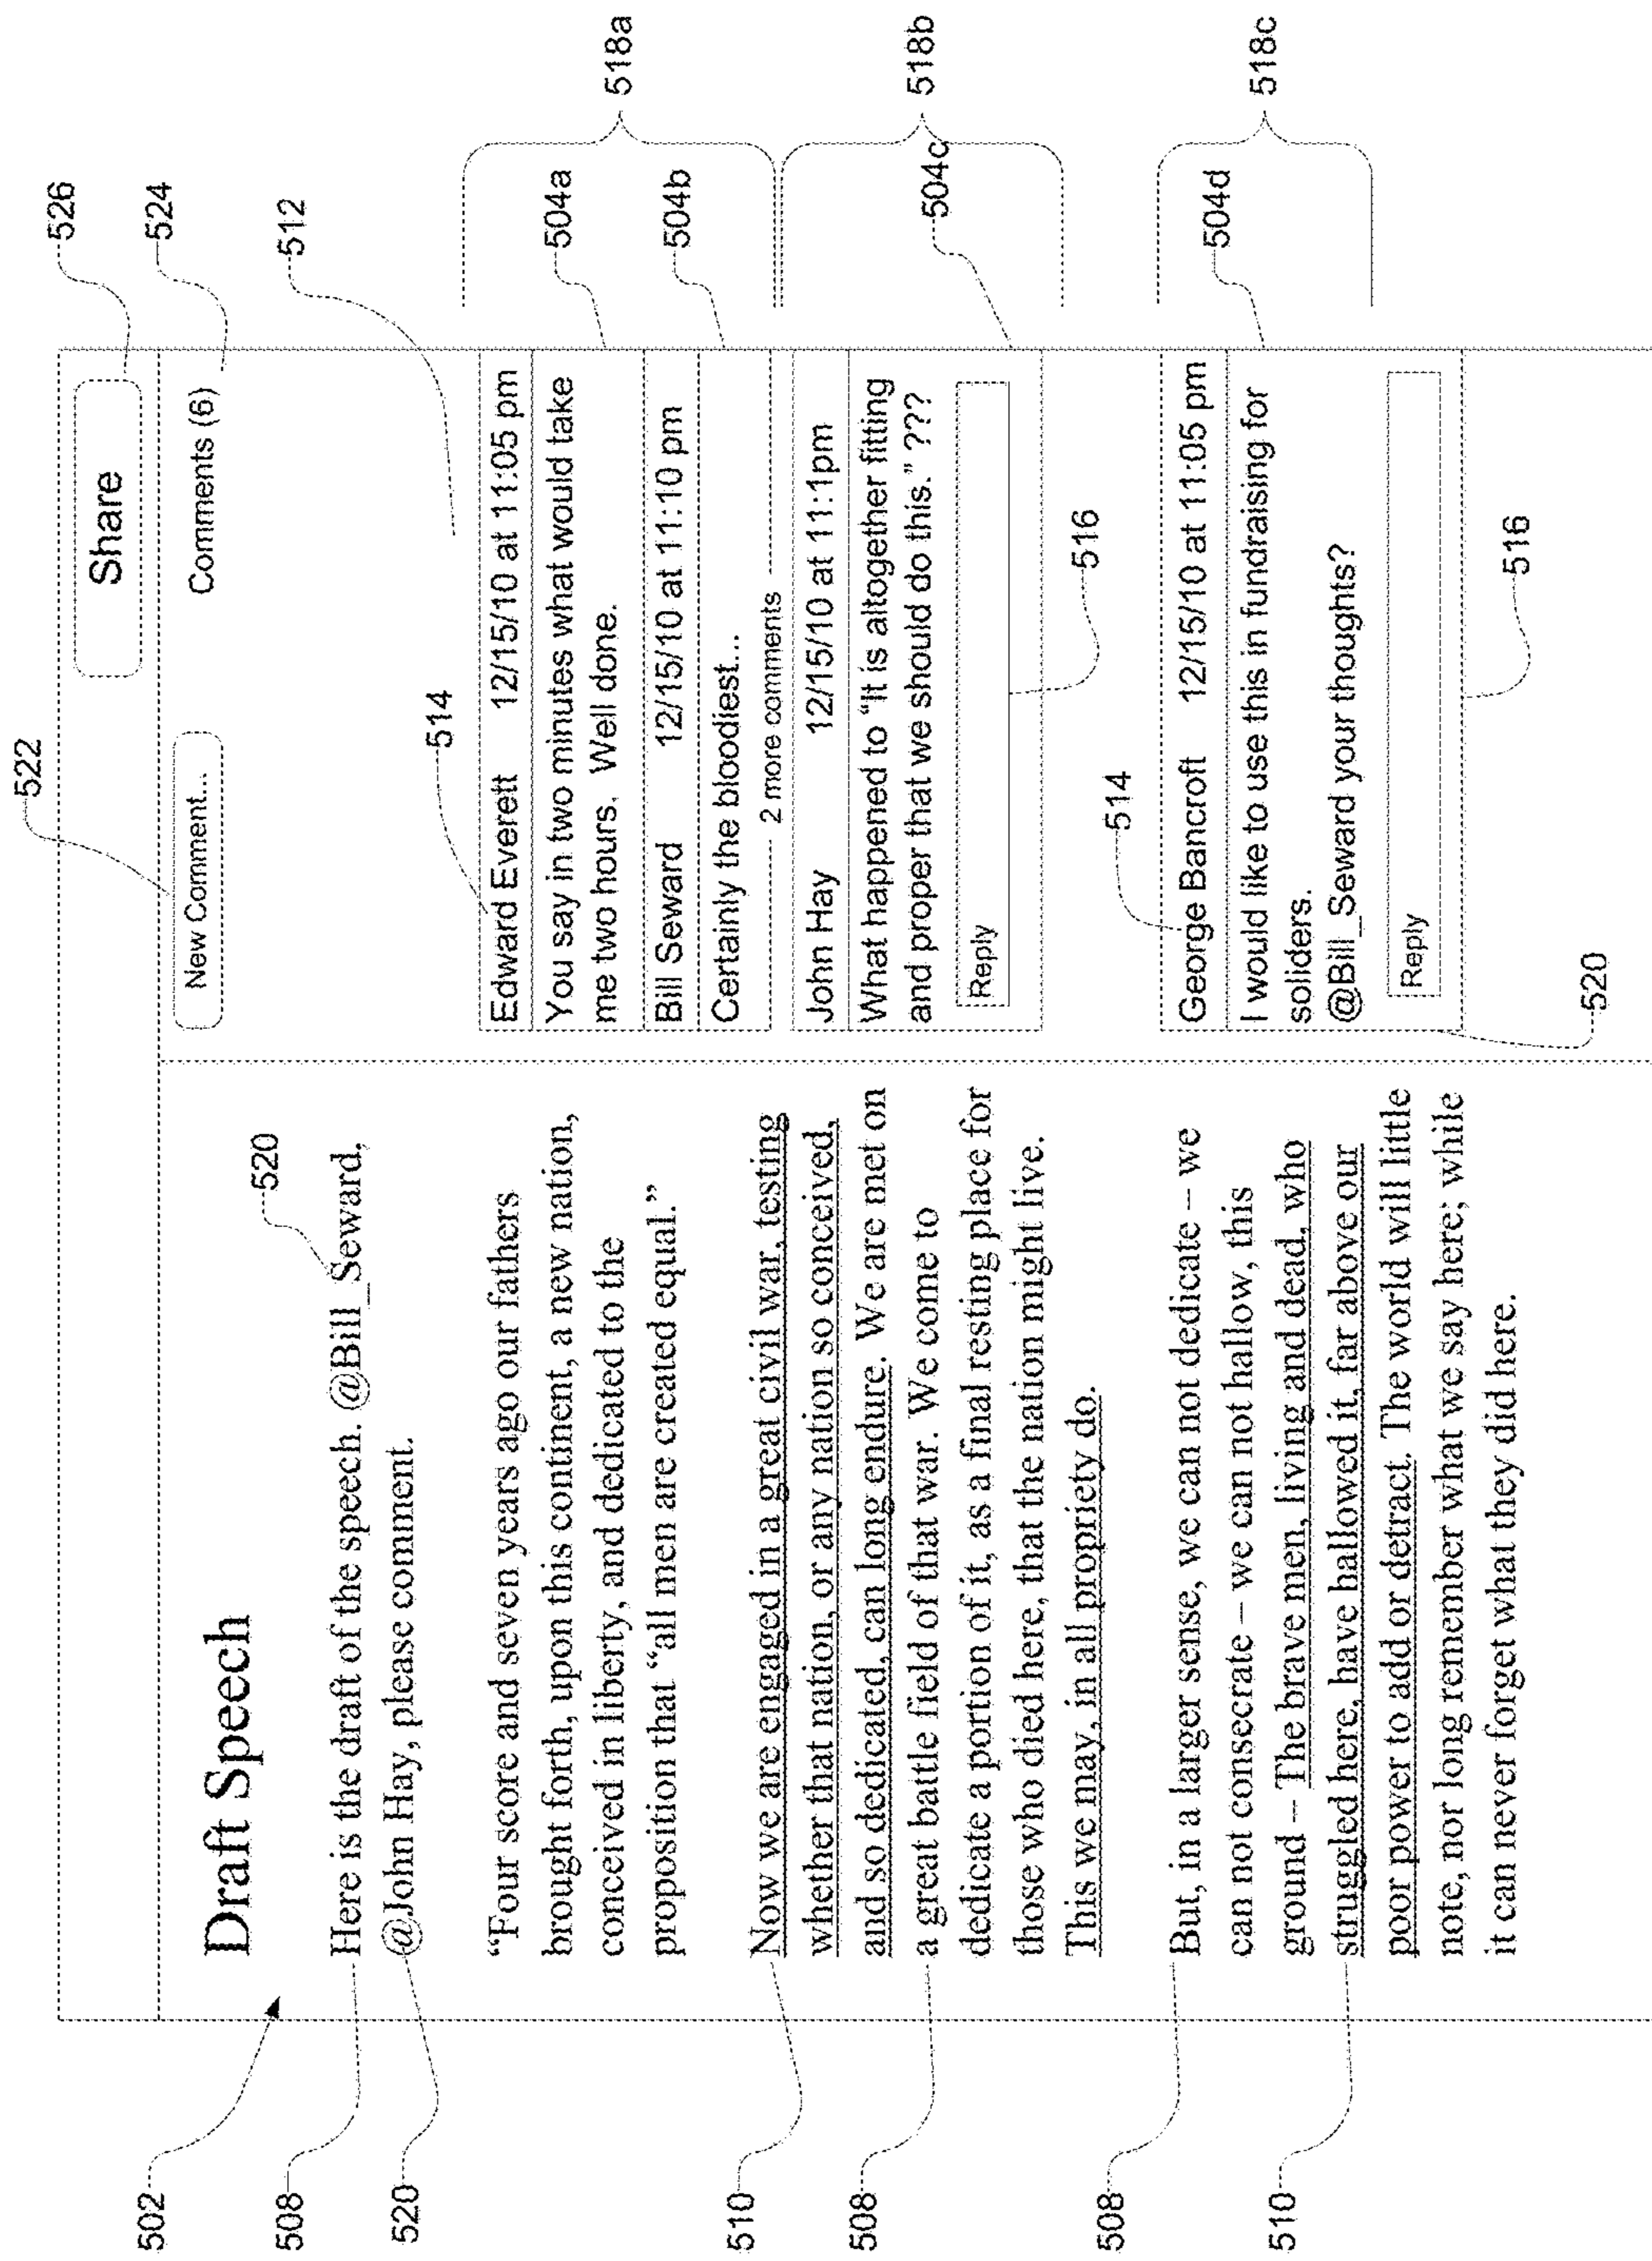 522
526
Share
524
New Comment...
Comments (6)
512
502
Draft Speech
508
Here is the draft of the speech. @Bill_Seward,
520
520
@John Hay, please comment.
514
Edward Everett 12/15/10 at 11:05 pm
518a
“Four score and seven years ago our fathers
brought forth, upon this continent, a new nation,
conceived in liberty, and dedicated to the
proposition that “all men are created equal.”
You say in two minutes what would take
me two hours. Well done.
504a
Bill Seward 12/15/10 at 11:10 pm
Certainly the bloodiest...
504b
2 more comments
510
Now we are engaged in a great civil war, testing
whether that nation, or any nation so conceived,
and so dedicated, can long endure. We are met on
508
a great battle field of that war. We come to
dedicate a portion of it, as a final resting place for
those who died here, that the nation might live.
This we may, in all propriety do.
John Hay 12/15/10 at 11:1pm
518b
What happened to “It is altogether fitting
and proper that we should do this.” ???
504c
Reply
516
514
508
But, in a larger sense, we can not dedicate – we
can not consecrate – we can not hallow, this
ground – The brave men, living and dead, who
510
struggled here, have hallowed it, far above our
poor power to add or detract. The world will little
note, nor long remember what we say here; while
it can never forget what they did here.
George Bancroft 12/15/10 at 11:05 pm
518c
I would like to use this in fundraising for
soliders.
504d
@Bill_Seward your thoughts?
Reply
516
520